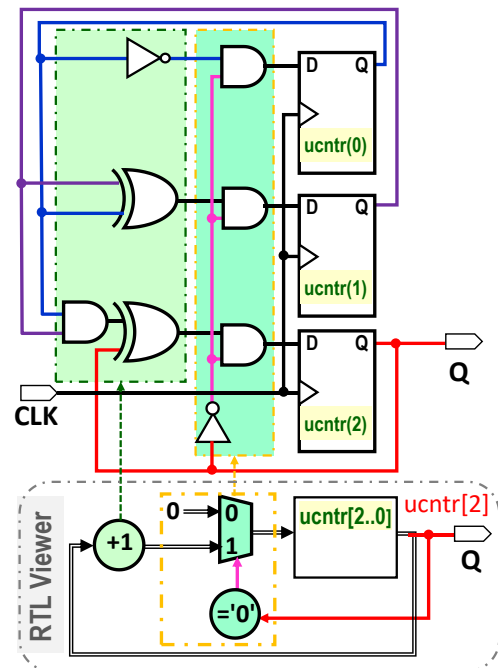 D Q
ucntr(0)
D Q
ucntr(1)
D Q
ucntr(2)
Q
CLK
RTL Viewer
+1
0
0
1
='0'
ucntr[2..0]
ucntr[2]
Q